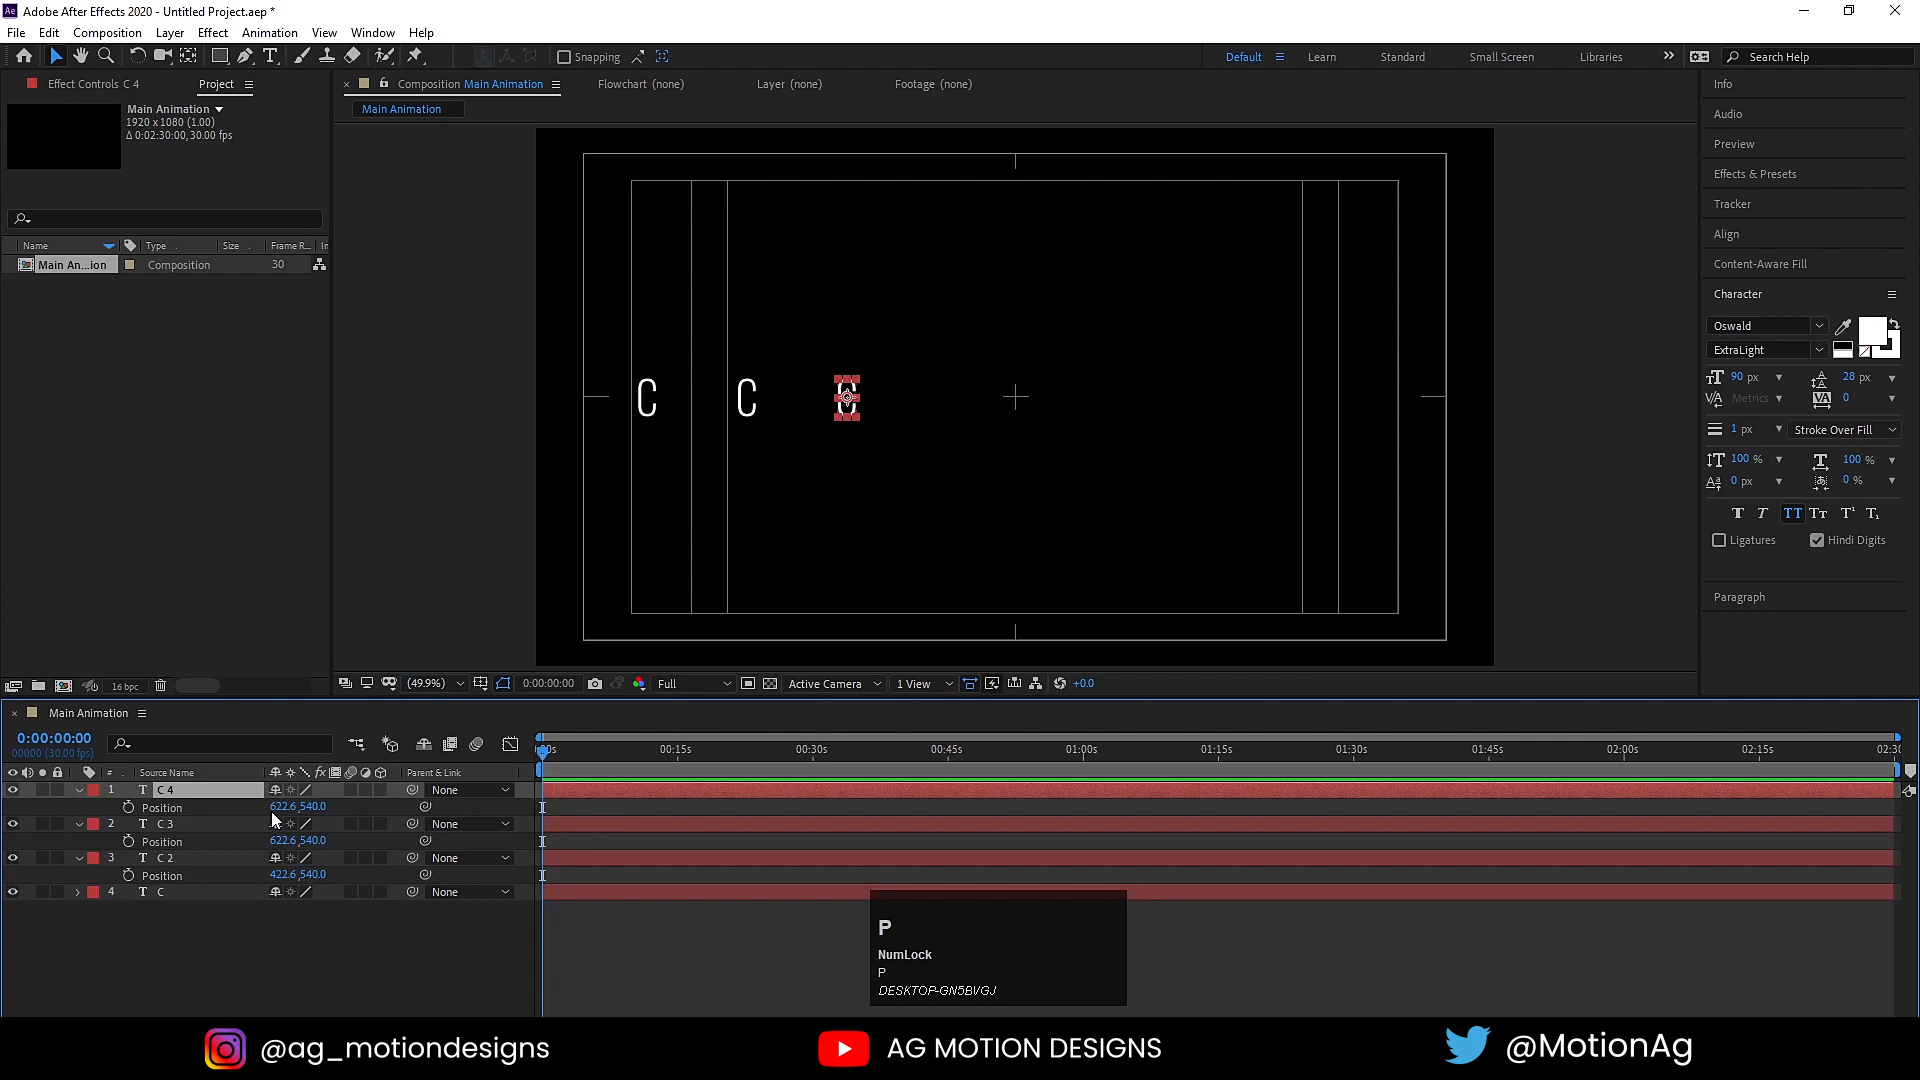 Ae Adobe After Effects 2020 - Untitled Project.aep *
File Edit Composition Layer Effect Animation View Window Help
Snapping Default Learn Standard Small Screen Libraries Search Help
Effect Controls C 4 Project
Composition Main Animation Flowchart (none) Layer (none) Footage (none)
Main Animation
Main Animation
1920 x 1080 (1.00)
Δ 0:02:30:00, 30.00 fps
Name Type Size Frame R... In
Main An...ion Composition 30
C C C
Info
Audio
Preview
Effects & Presets
Tracker
Align
Content-Aware Fill
Character
Oswald
ExtraLight
90 px 28 px
Metrics 0
1 px Stroke Over Fill
100 % 100 %
0 px 0 %
Ligatures Hindi Digits
Paragraph
16 bpc
(49.9%) 0:00:00:00 Full Active Camera 1 View +0.0
Main Animation
0:00:00:00
00000 (30.00 fps)
00:15s 00:30s 00:45s 01:00s 01:15s 01:30s 01:45s 02:00s 02:15s
# Source Name Parent & Link
1 T C 4 None
Position 622.6,540.0
2 T C 3 None
Position 622.6,540.0
3 T C 2 None
Position 422.6,540.0
4 T C None
P
NumLock
P
DESKTOP-GN5BVGJ
@ag_motiondesigns AG MOTION DESIGNS @MotionAg